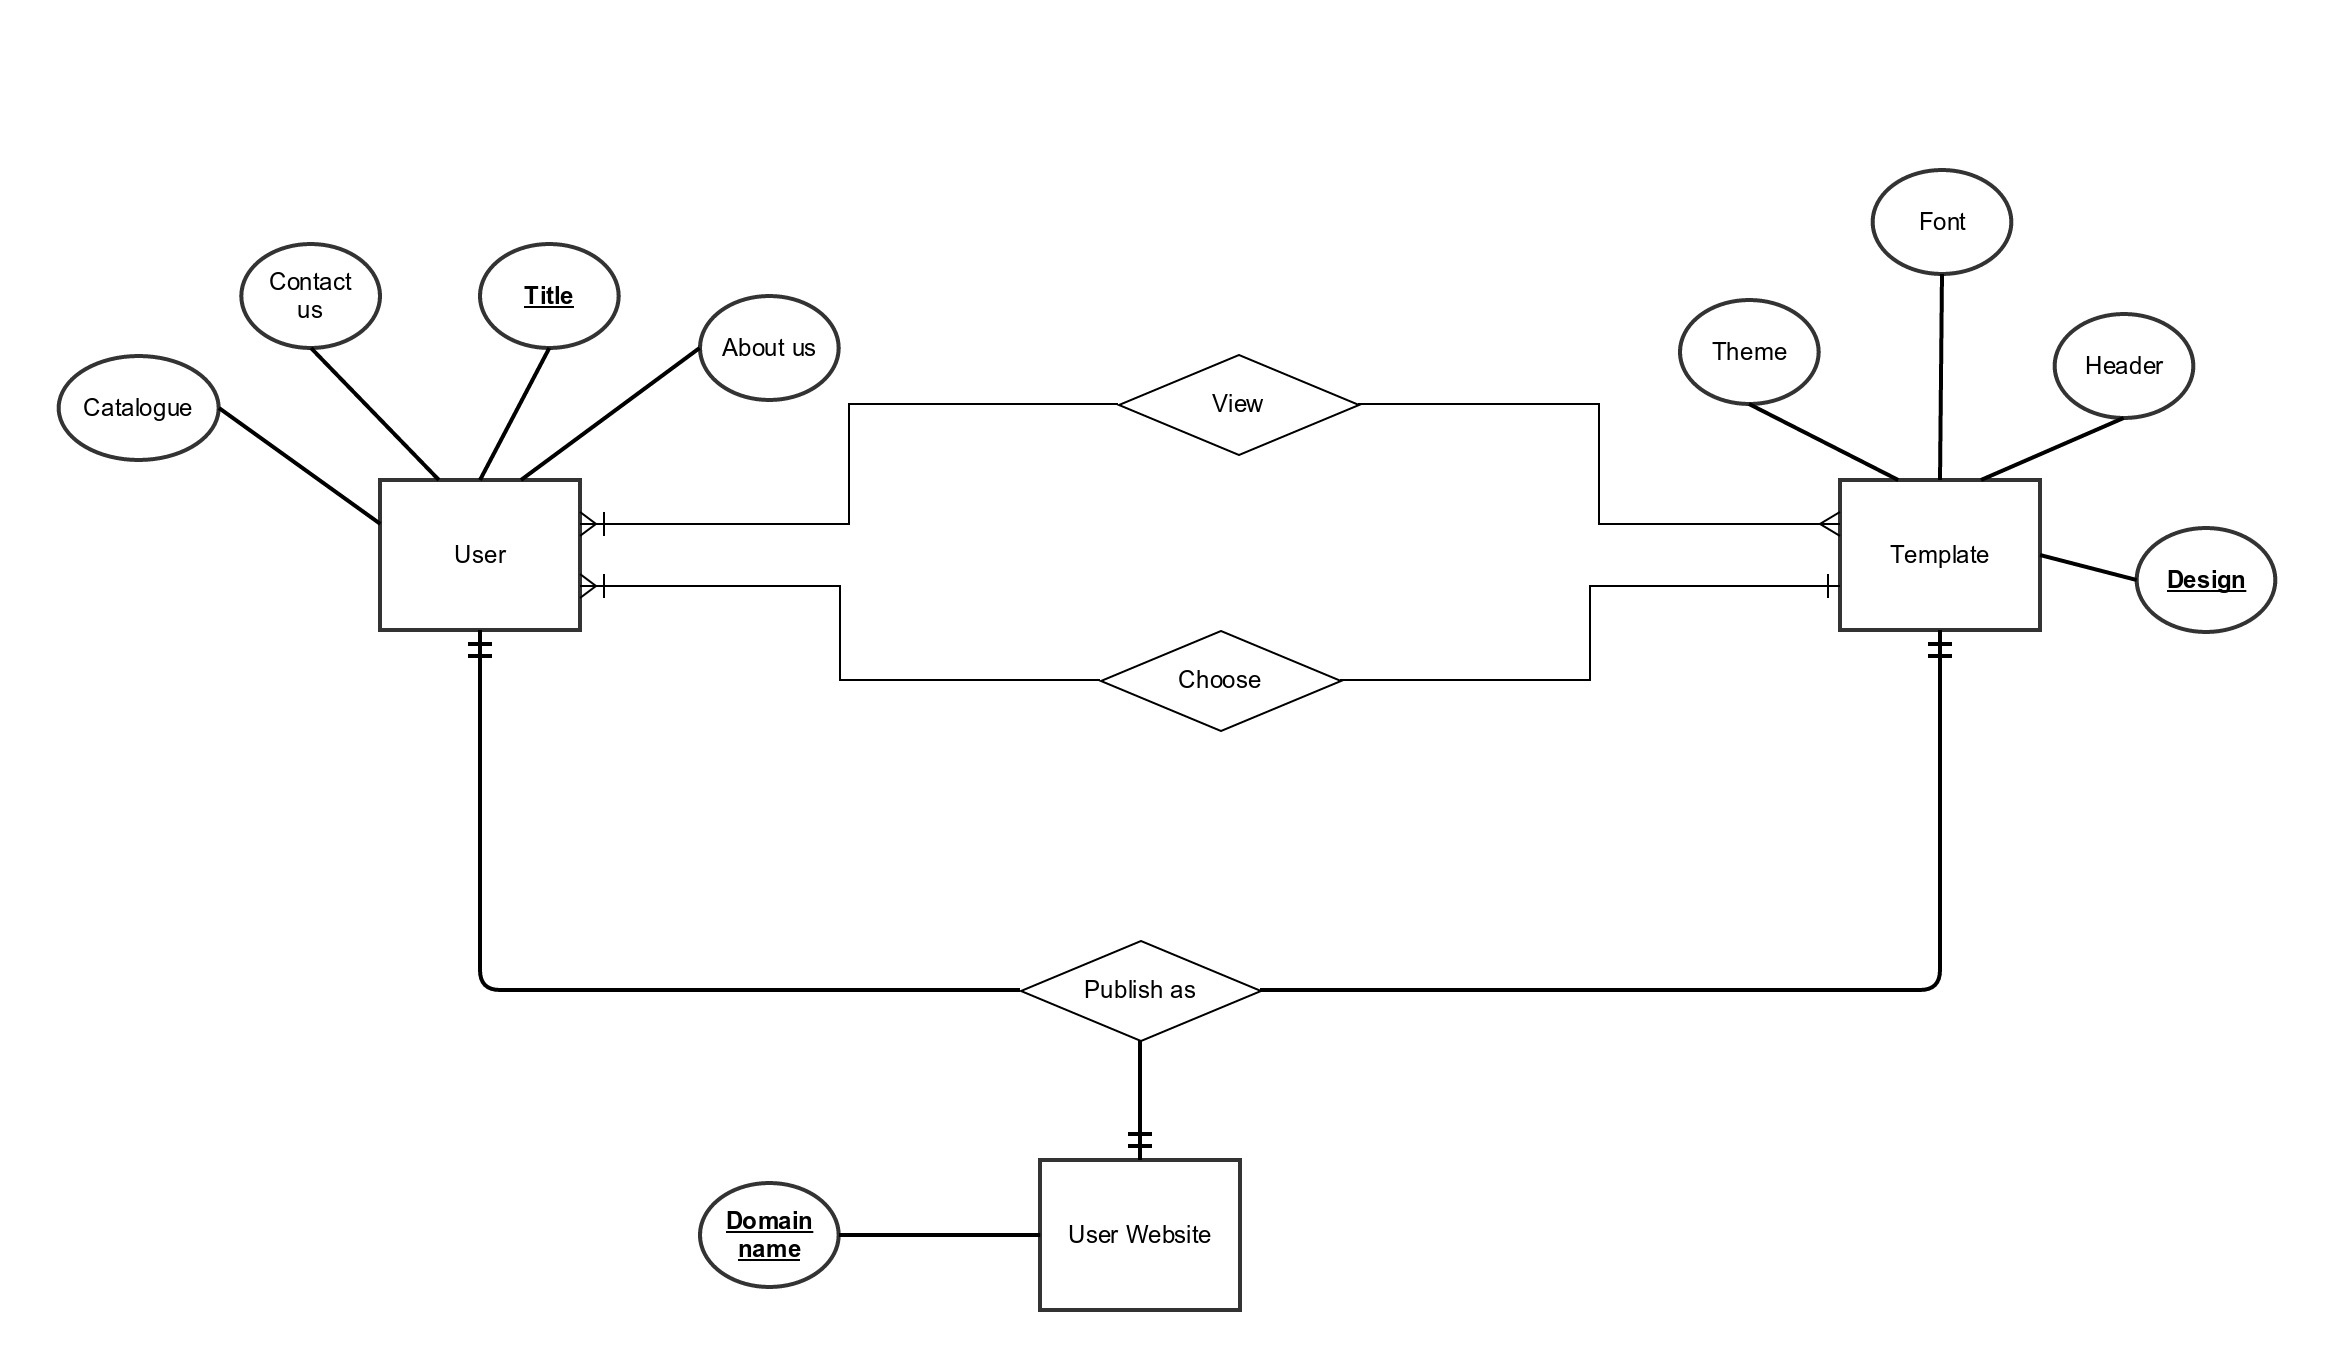 Font
Contact
us
Title
About us
Theme
Header
Catalogue
View
User
Template
Design
Choose
Publish as
Domain
name
User Website